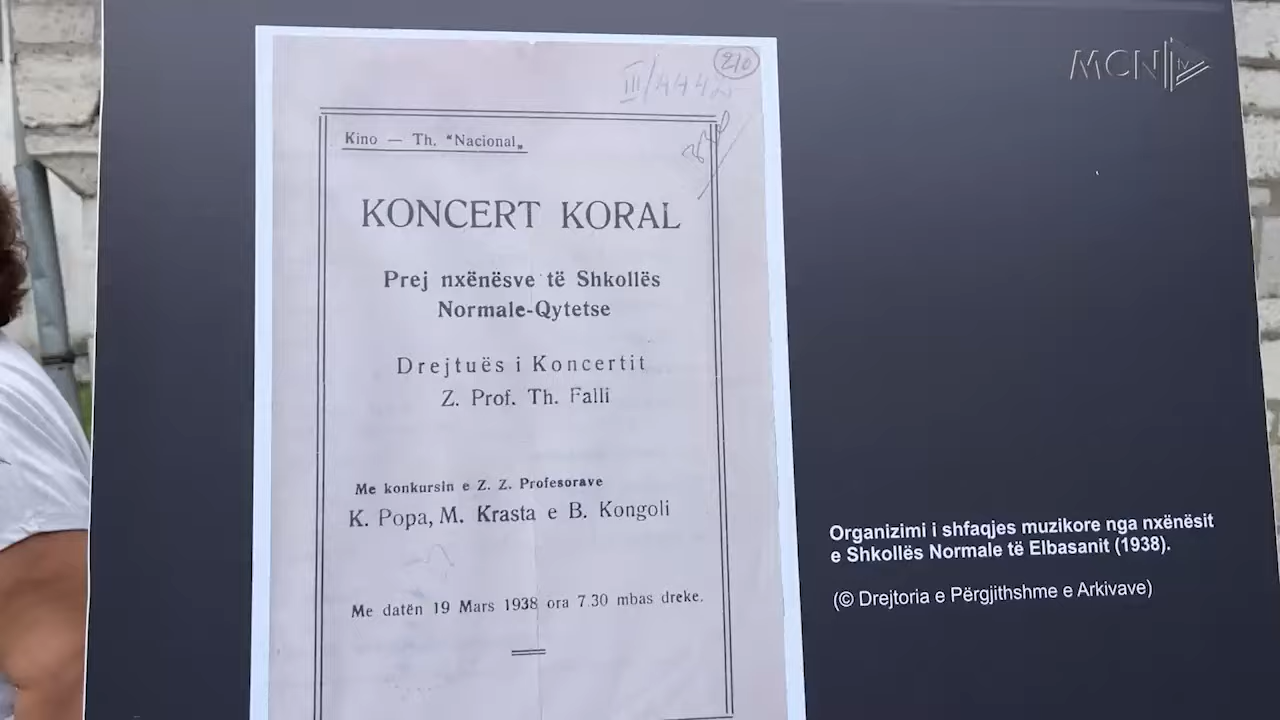 MCN TV
210
III/444
Kino — Th. "Nacional„
KONCERT KORAL
Prej nxënësve të Shkollës
Normale-Qytetse
Drejtuës i Koncertit
Z. Prof. Th. Falli
Me konkursin e Z. Z. Profesorave
K. Popa, M. Krasta e B. Kongoli
Me datën 19 Mars 1938 ora 7.30 mbas dreke.
Organizimi i shfaqjes muzikore nga nxënësit
e Shkollës Normale të Elbasanit (1938).
(© Drejtoria e Përgjithshme e Arkivave)